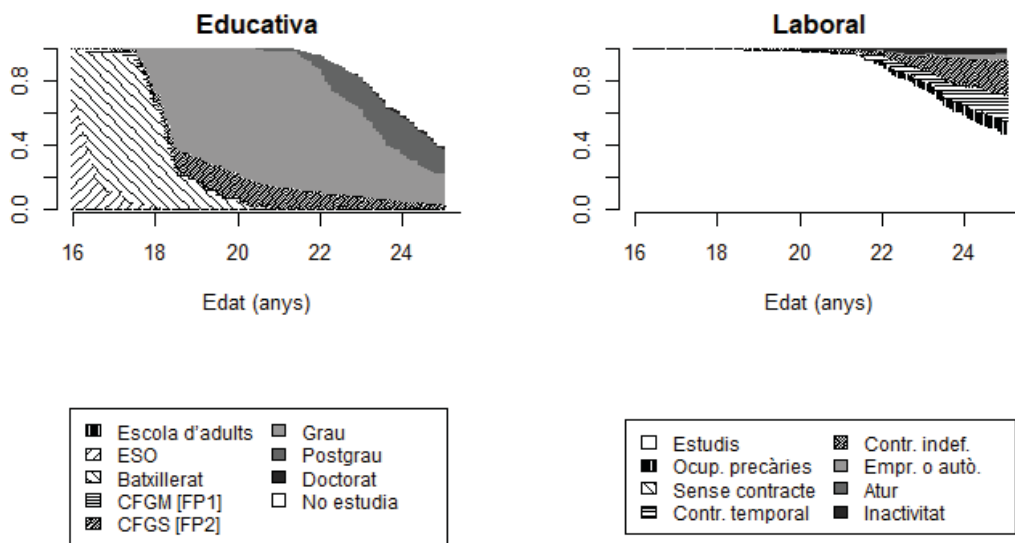 Educativa
0.0 0.4 0.8
16 18 20 22 24
Edat (anys)
Laboral
0.0 0.4 0.8
16 18 20 22 24
Edat (anys)
Escola d'adults
ESO
Batxillerat
CFGM [FP1]
CFGS [FP2]
Grau
Postgrau
Doctorat
No estudia
Estudis
Ocup. precàries
Sense contracte
Contr. temporal
Contr. indef.
Empr. o autò.
Atur
Inactivitat